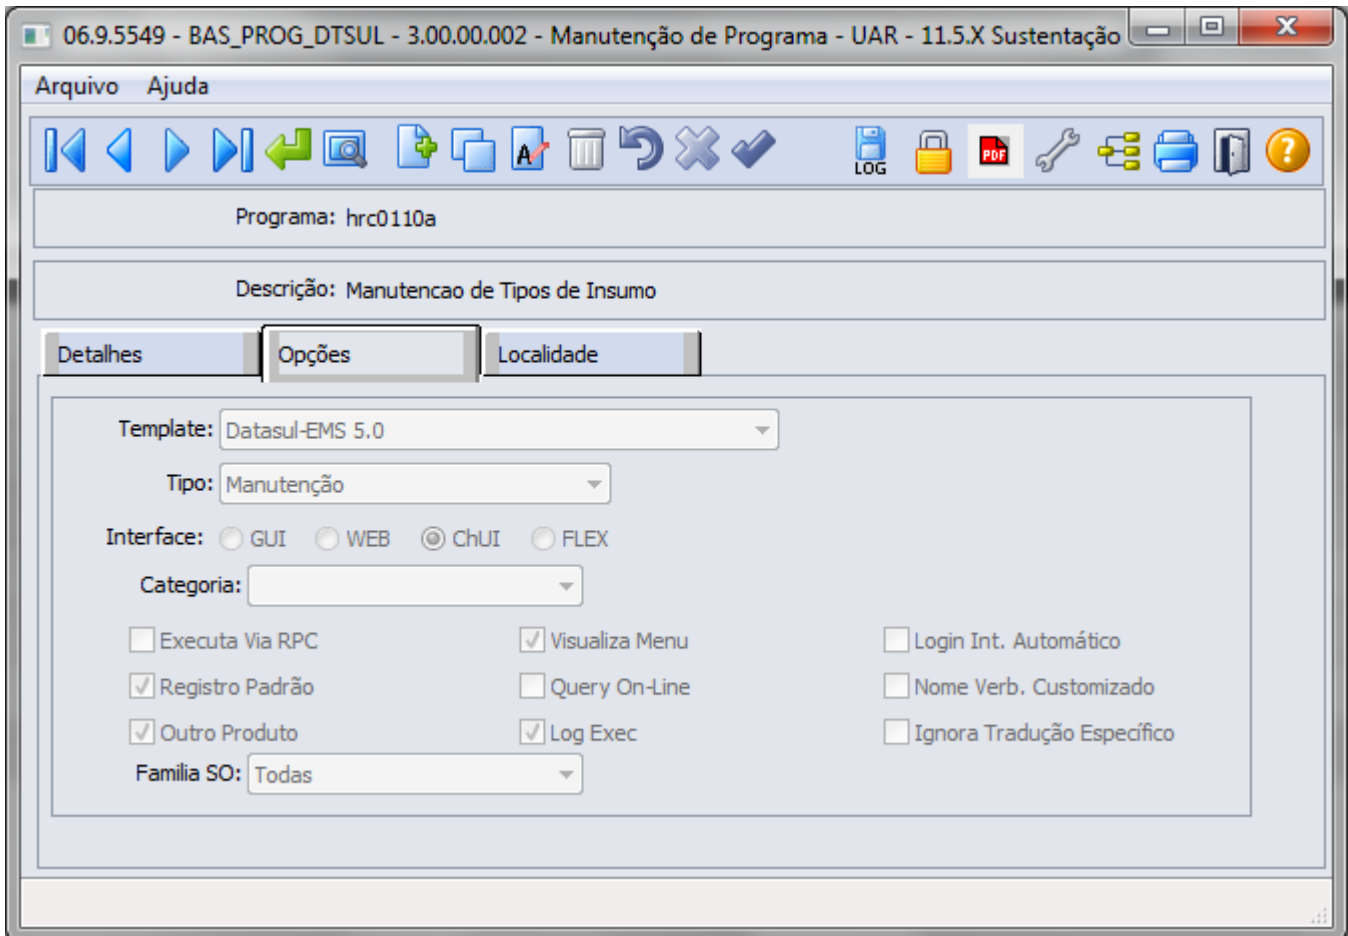 06.9.5549 - BAS_PROG_DTSUL - 3.00.00.002 - Manutenção de Programa - UAR - 11.5.X Sustentação
Arquivo Ajuda
LOG PDF
Programa: hrc0110a
Descrição: Manutencao de Tipos de Insumo
Detalhes Opções Localidade
Template: Datasul-EMS 5.0
Tipo: Manutenção
Interface: GUI WEB ChUI FLEX
Categoria:
Executa Via RPC Visualiza Menu Login Int. Automático
Registro Padrão Query On-Line Nome Verb. Customizado
Outro Produto Log Exec Ignora Tradução Específico
Familia SO: Todas